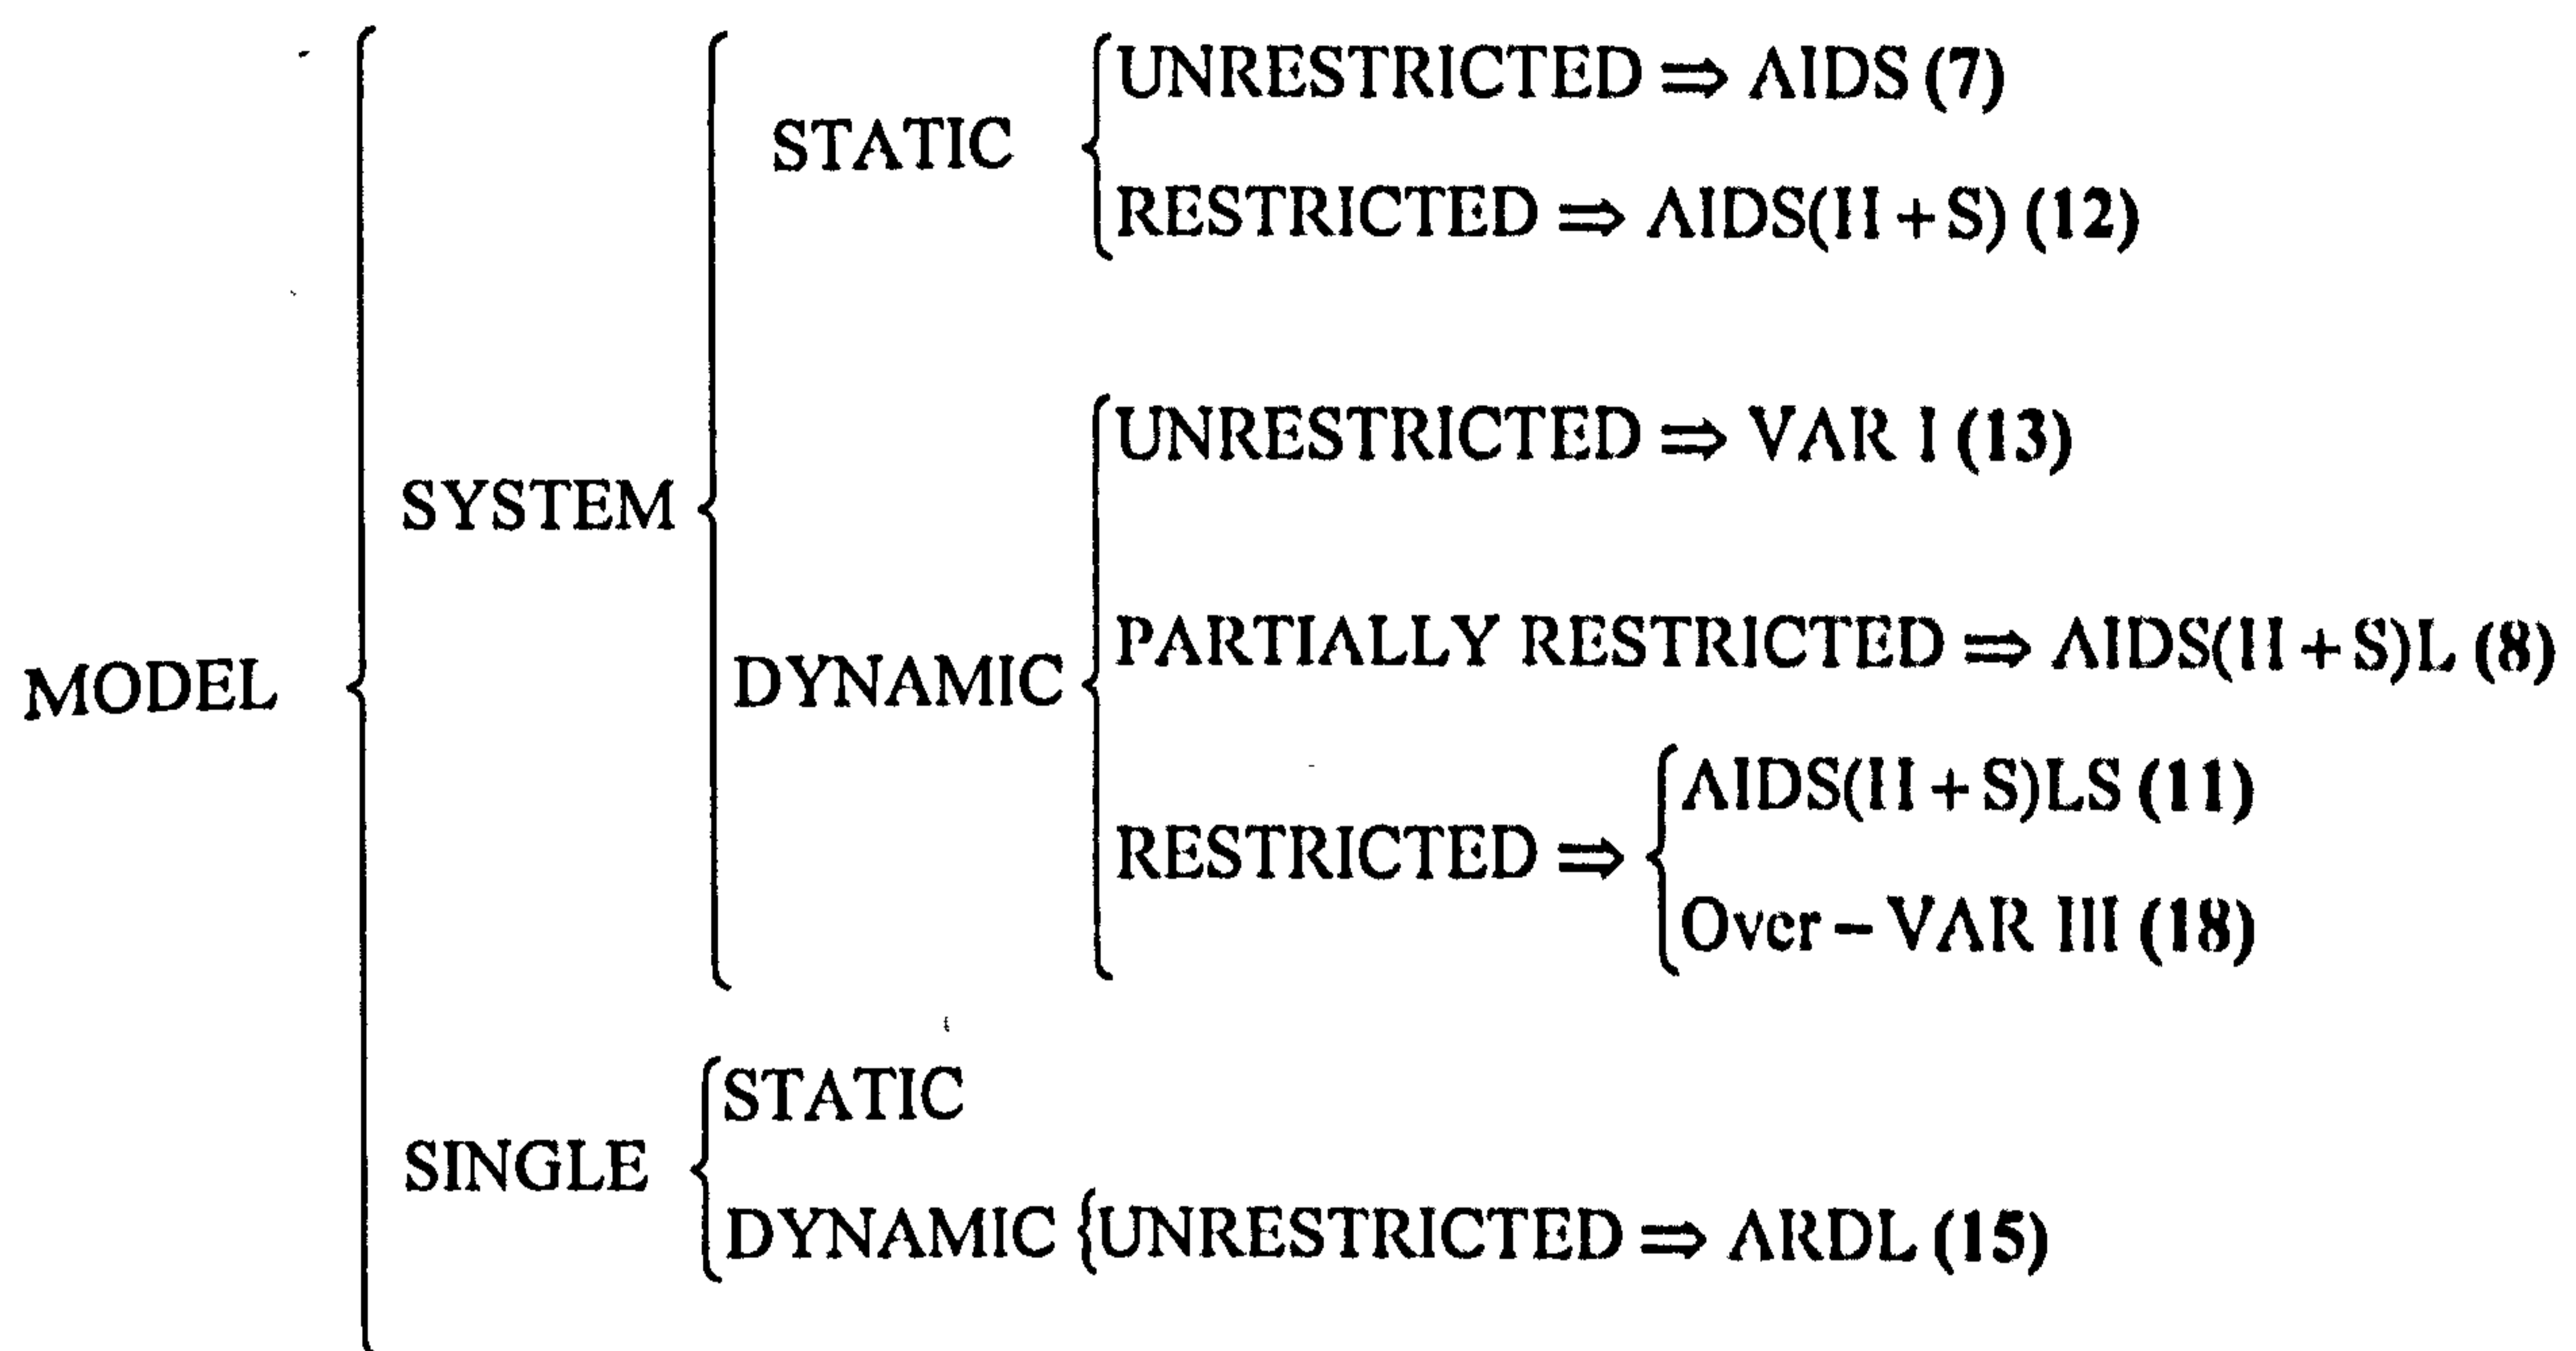 UNRESTRICTED ⇒ AIDS (7)
STATIC
RESTRICTED ⇒ AIDS(H + S) (12)
UNRESTRICTED ⇒ VAR I (13)
SYSTEM
PARTIALLY RESTRICTED ⇒ AIDS(H + S)L (8)
MODEL
DYNAMIC
AIDS(H + S)LS (11)
RESTRICTED ⇒
Over – VAR III (18)
STATIC
SINGLE
DYNAMIC {UNRESTRICTED ⇒ ARDL (15)